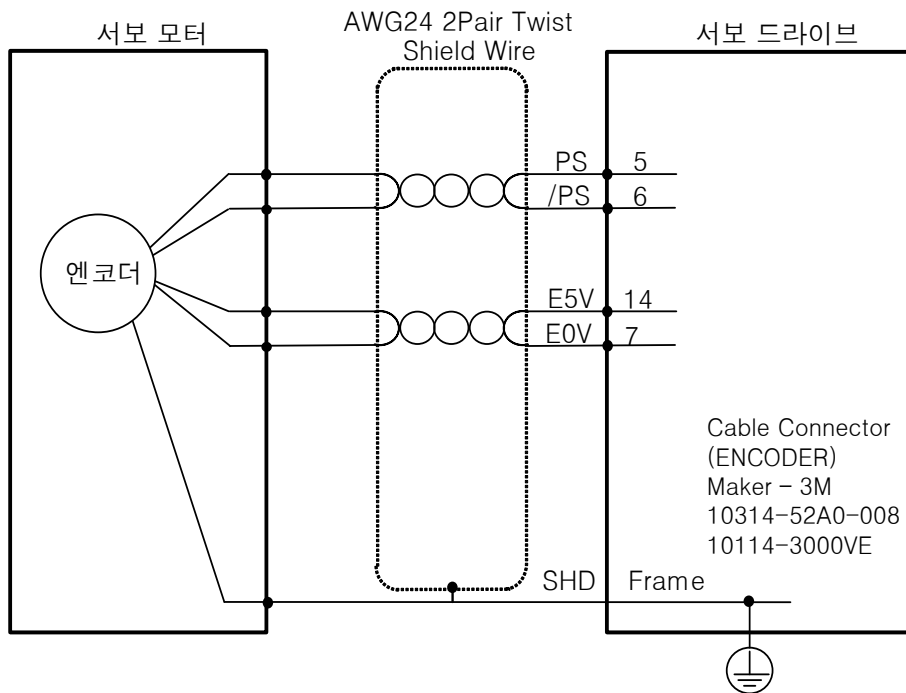 서보 모터
AWG24 2Pair Twist
Shield Wire
서보 드라이브
엔코더
PS 5
/PS 6
E5V 14
E0V 7
Cable Connector
(ENCODER)
Maker - 3M
10314-52A0-008
10114-3000VE
SHD Frame